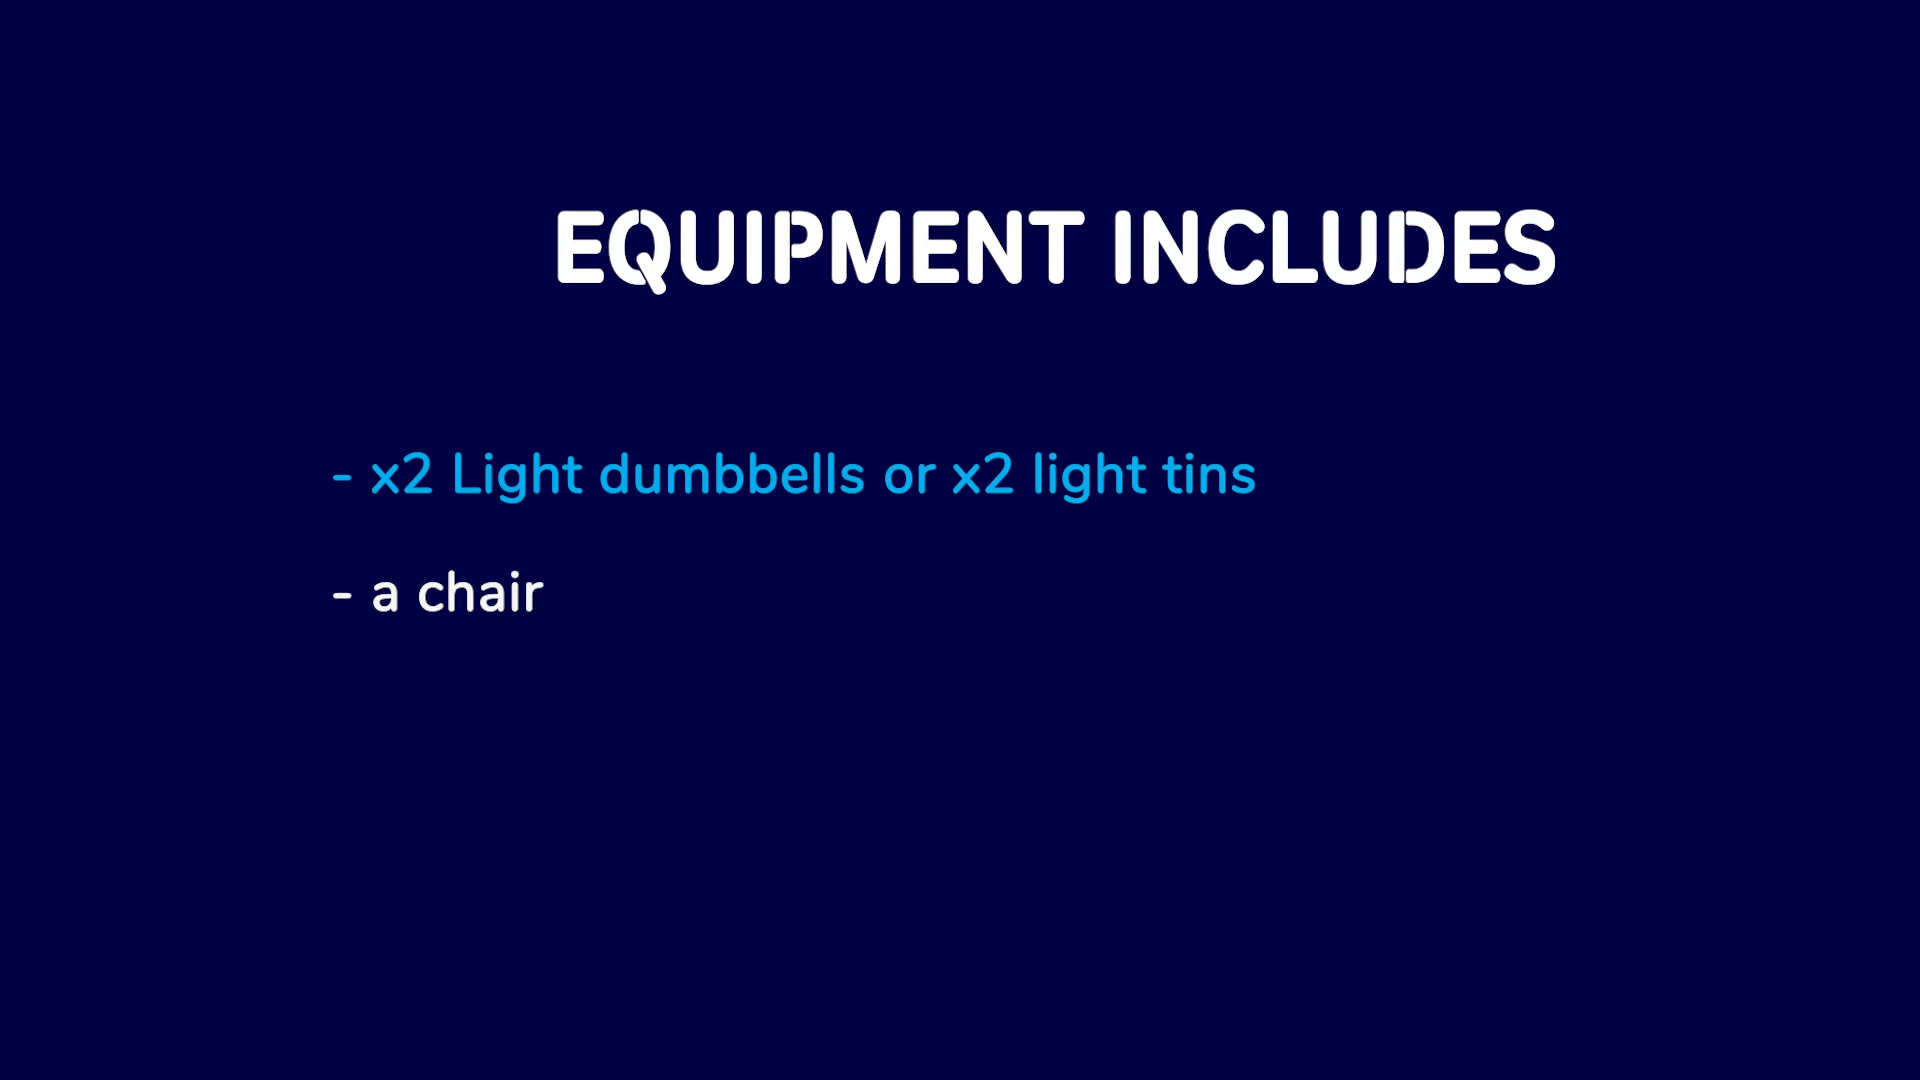 EQUIPMENT INCLUDES
- x2 Light dumbbells or x2 light tins
- a chair